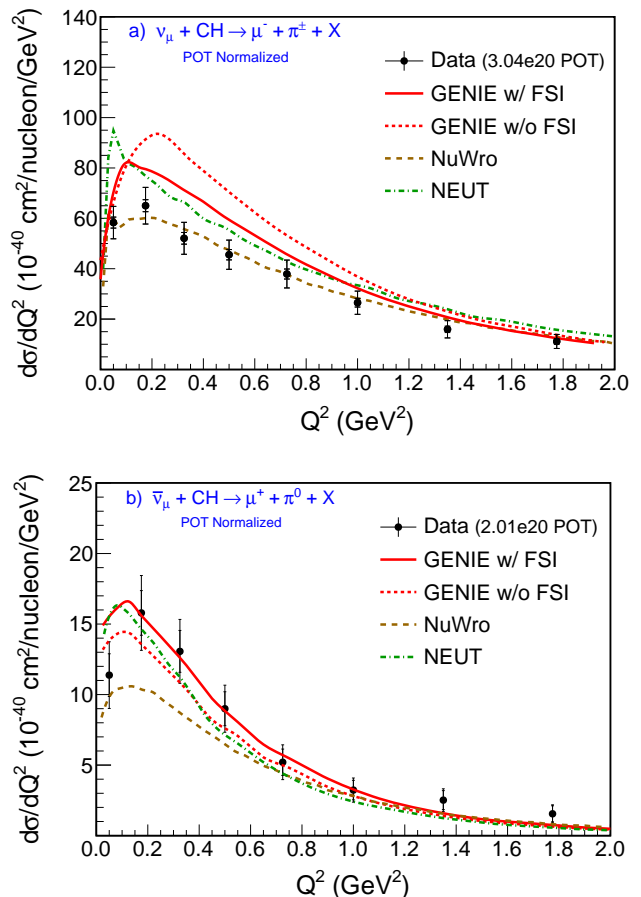 a) νμ + CH → μ- + π± + X
POT Normalized
Data (3.04e20 POT)
GENIE w/ FSI
GENIE w/o FSI
NuWro
NEUT
140
120
100
80
60
40
20
0
dσ/dQ² (10⁻⁴⁰ cm²/nucleon/GeV²)
0.0 0.2 0.4 0.6 0.8 1.0 1.2 1.4 1.6 1.8 2.0
Q² (GeV²)
b) ν̅μ + CH → μ+ + π⁰ + X
POT Normalized
Data (2.01e20 POT)
GENIE w/ FSI
GENIE w/o FSI
NuWro
NEUT
25
20
15
10
5
dσ/dQ² (10⁻⁴⁰ cm²/nucleon/GeV²)
0.0 0.2 0.4 0.6 0.8 1.0 1.2 1.4 1.6 1.8 2.0
Q² (GeV²)